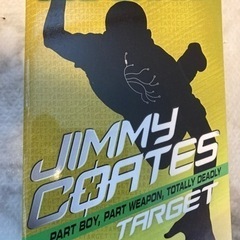 JIMMY
COATES
PART BOY, PART WEAPON, TOTALLY DEADLY
TARGET